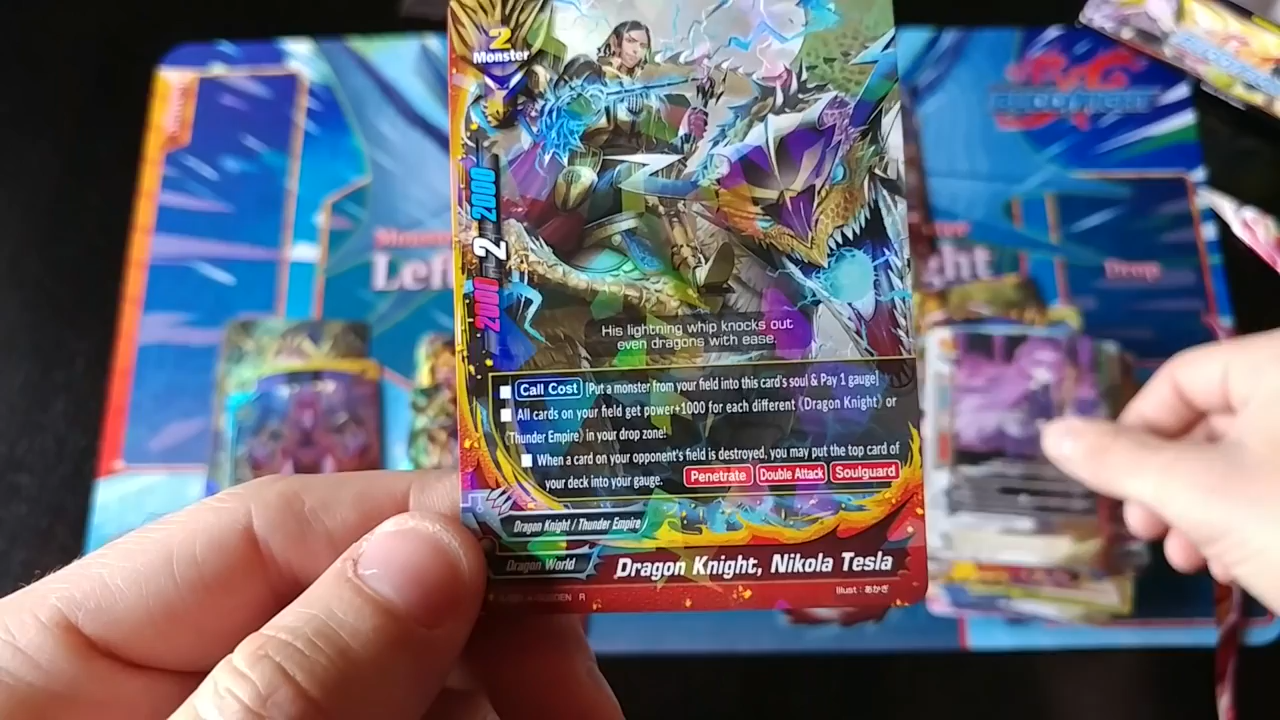 2
Monster
2000
2
2000
His lightning whip knocks out
even dragons with ease.
■ Call Cost [Put a monster from your field into this card's soul & Pay 1 gauge]
■ All cards on your field get power+1000 for each different 《Dragon Knight》 or
《Thunder Empire》 in your drop zone!
■ When a card on your opponent's field is destroyed, you may put the top card of
your deck into your gauge.
Penetrate Double Attack Soulguard
Dragon Knight / Thunder Empire
Dragon World
Dragon Knight, Nikola Tesla
R
Illust : あかぎ
Left
ght
Drop
BUDDYFIGHT